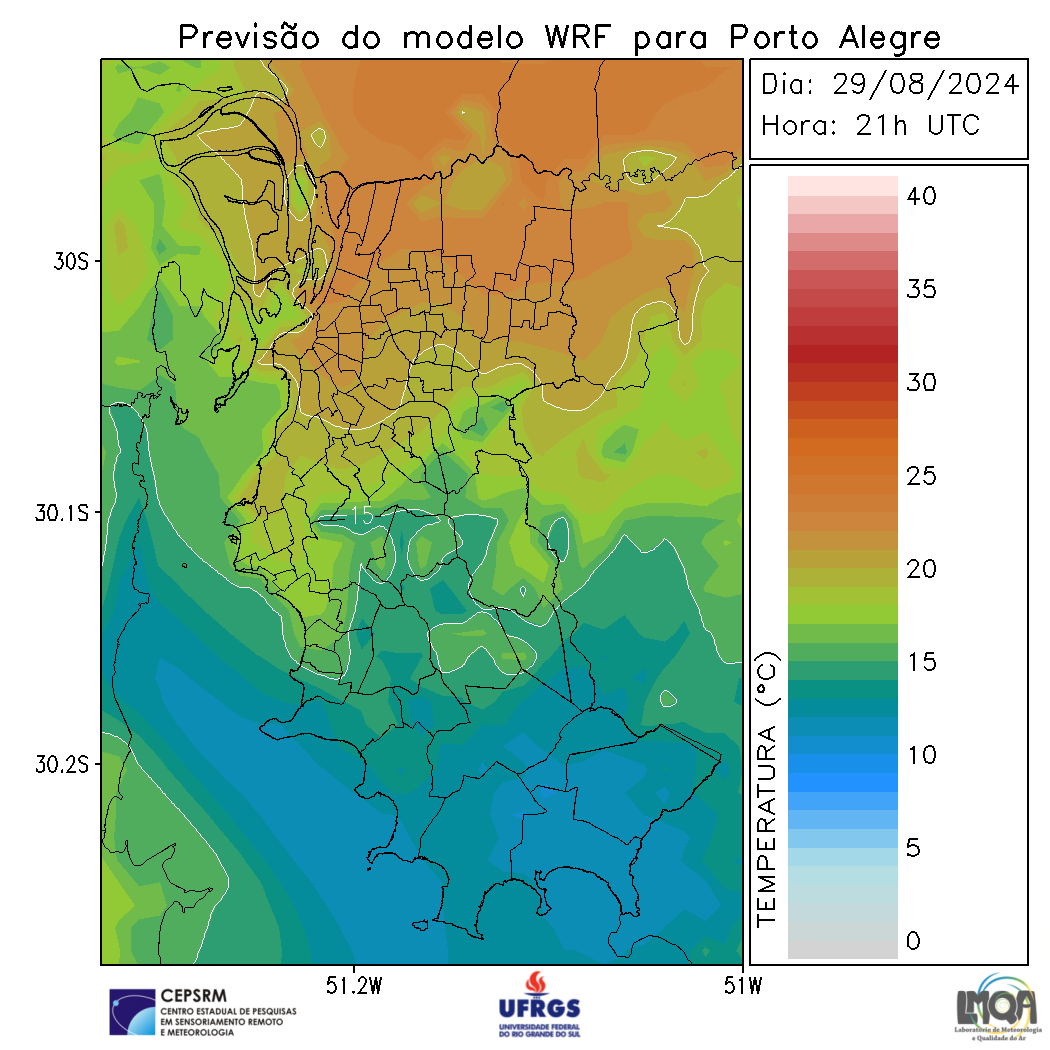 Previsão do modelo WRF para Porto Alegre
Dia: 29/08/2024
Hora: 21h UTC
30S
30.1S
30.2S
51.2W
51W
15
TEMPERATURA (°C)
40
35
30
25
20
15
10
5
0
CEPSRM
CENTRO ESTADUAL DE PESQUISAS
EM SENSORIAMENTO REMOTO
E METEOROLOGIA
UFRGS
UNIVERSIDADE FEDERAL
DO RIO GRANDE DO SUL
LMQA
Laboratório de Meteorologia
e Qualidade do Ar